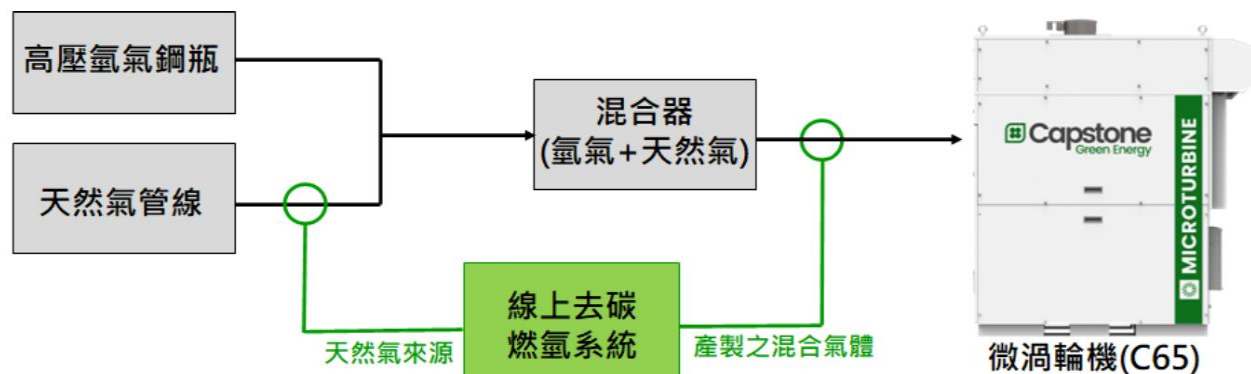 高壓氫氣鋼瓶
天然氣管線
混合器
(氫氣+天然氣)
線上去碳
燃氫系統
天然氣來源
產製之混合氣體
Capstone
Green Energy
MICROTURBINE
微渦輪機(C65)